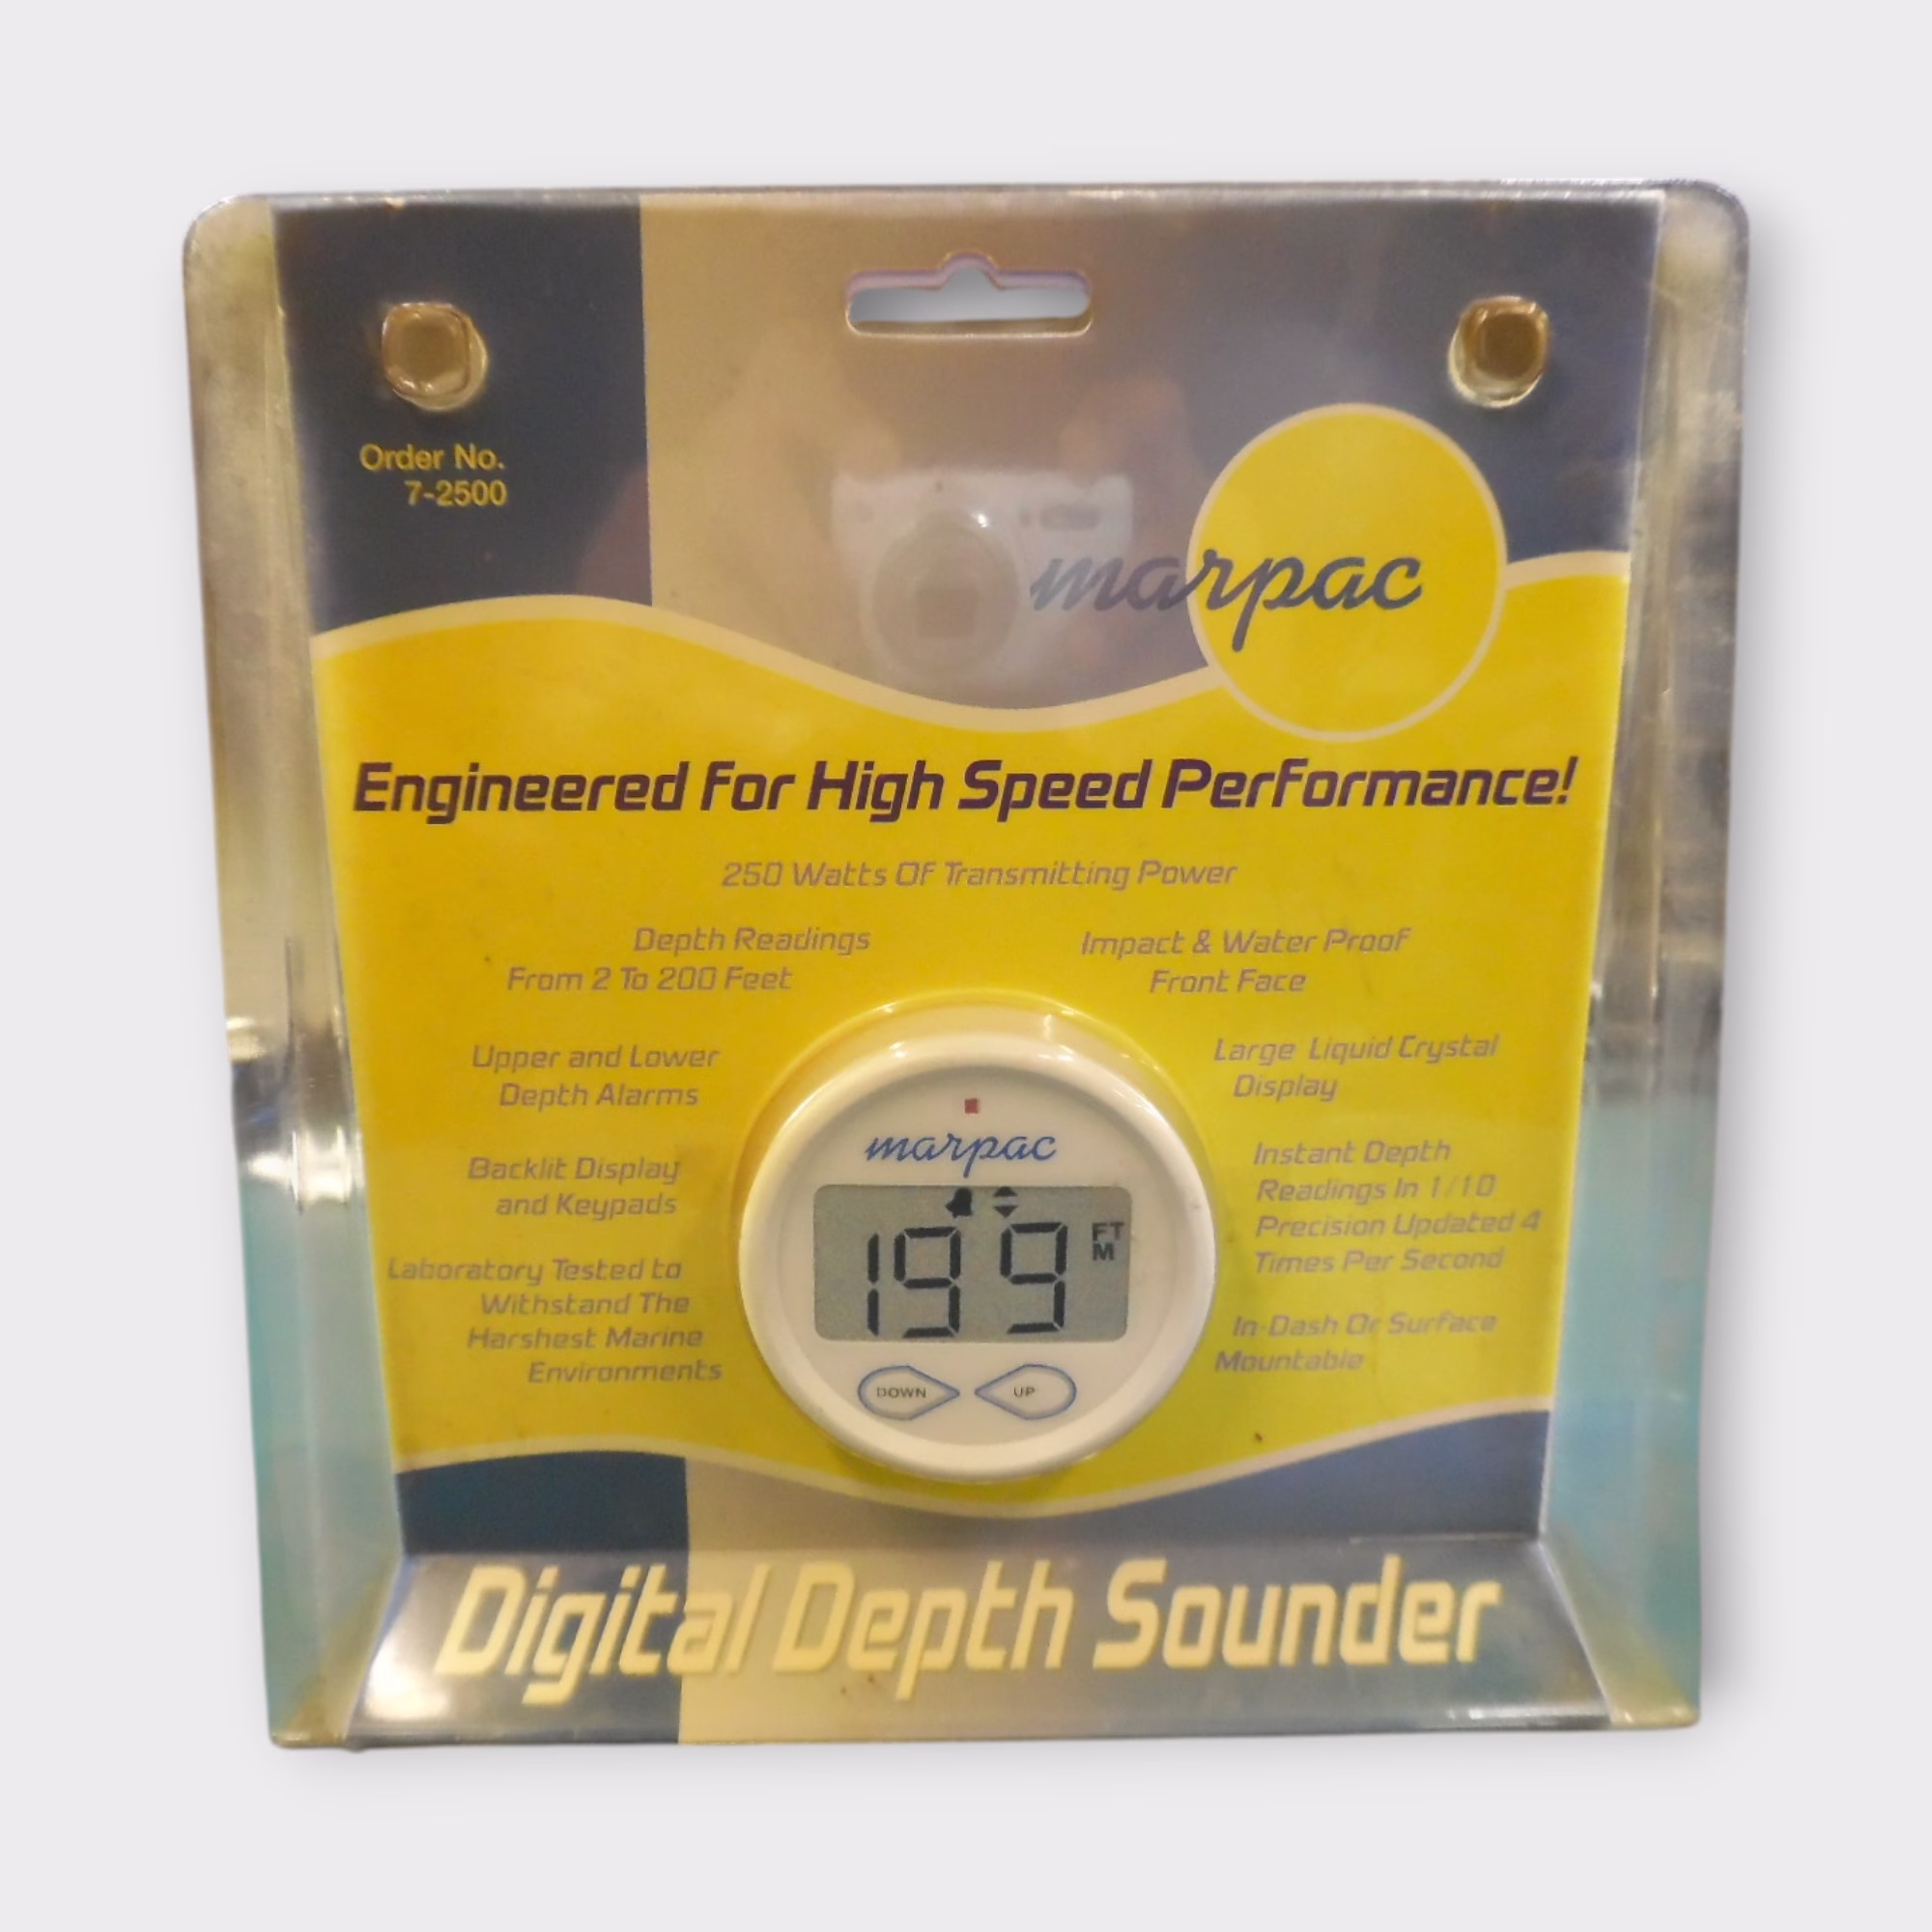 Order No.
7-2500
marpac
Engineered For High Speed Performance!
250 Watts Of Transmitting Power
Depth Readings
From 2 To 200 Feet
Impact & Water Proof
Front Face
Upper and Lower
Depth Alarms
Large Liquid Crystal
Display
Backlit Display
and Keypads
Instant Depth
Readings In 1/10
Precision Updated 4
Times Per Second
Laboratory Tested to
Withstand The
Harshest Marine
Environments
In-Dash Or Surface
Mountable
marpac
199 FT
M
DOWN UP
Digital Depth Sounder